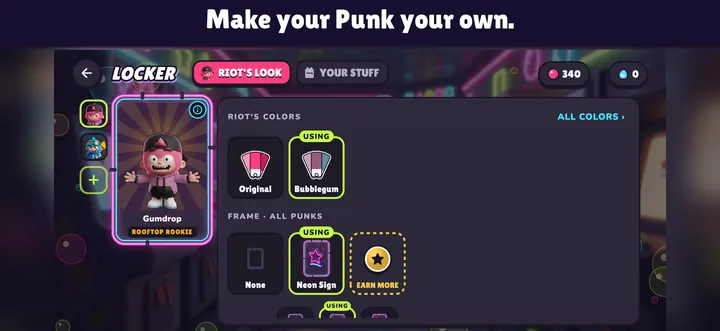 Make your Punk your own.
LOCKER
RIOT'S LOOK
YOUR STUFF
340
0
RIOT'S COLORS
ALL COLORS ›
USING
Original
Bubblegum
Gumdrop
ROOFTOP ROOKIE
FRAME · ALL PUNKS
USING
None
Neon Sign
EARN MORE
USING